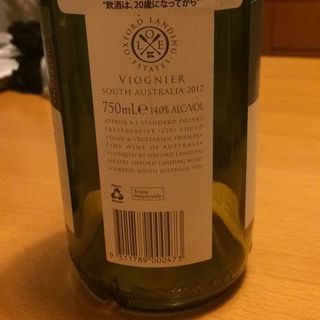 "飲酒は、20歳になってから"
OXFORD LANDING
ESTATES
L
O E
VIOGNIER
SOUTH AUSTRALIA 2012
750mLe 14.0% ALC/VOL
APPROX 8.3 STANDARD DRINKS
PRESERVATIVE (220) ADDED
VEGAN & VEGETARIAN FRIENDLY
FINE WINE OF AUSTRALIA
VINTAGED BY OXFORD LANDING
ESTATES, OXFORD LANDING ROAD
WAIKERIE, SOUTH AUSTRALIA 5330
Enjoy
Responsibly
9 311789 000473